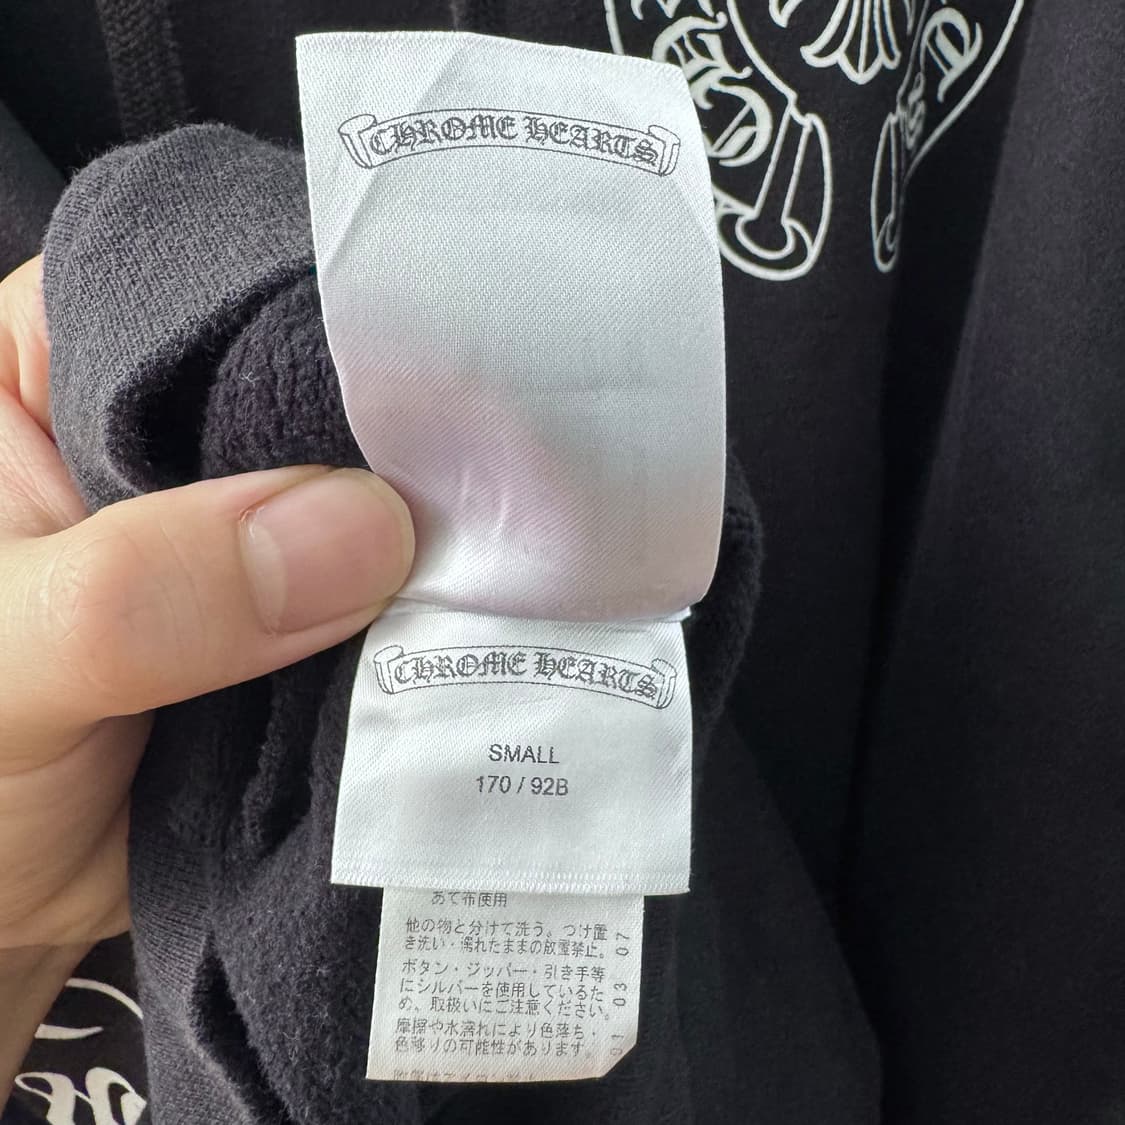 CHROME HEARTS
CHROME HEARTS
SMALL
170 / 92B
あて布使用
他の物と分けて洗う。つけ置
き洗い・濡れたままの放置禁止。
ボタン・ジッパー・引き手等
にシルバーを使用しているた
め、取扱いにご注意ください。
摩擦や水濡れにより色落ち・
色移りの可能性があります。
01 03 07